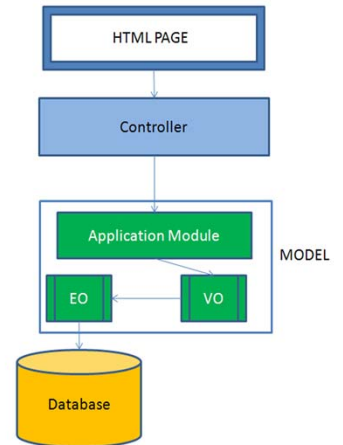 HTML PAGE
Controller
Application Module
MODEL
EO
VO
Database